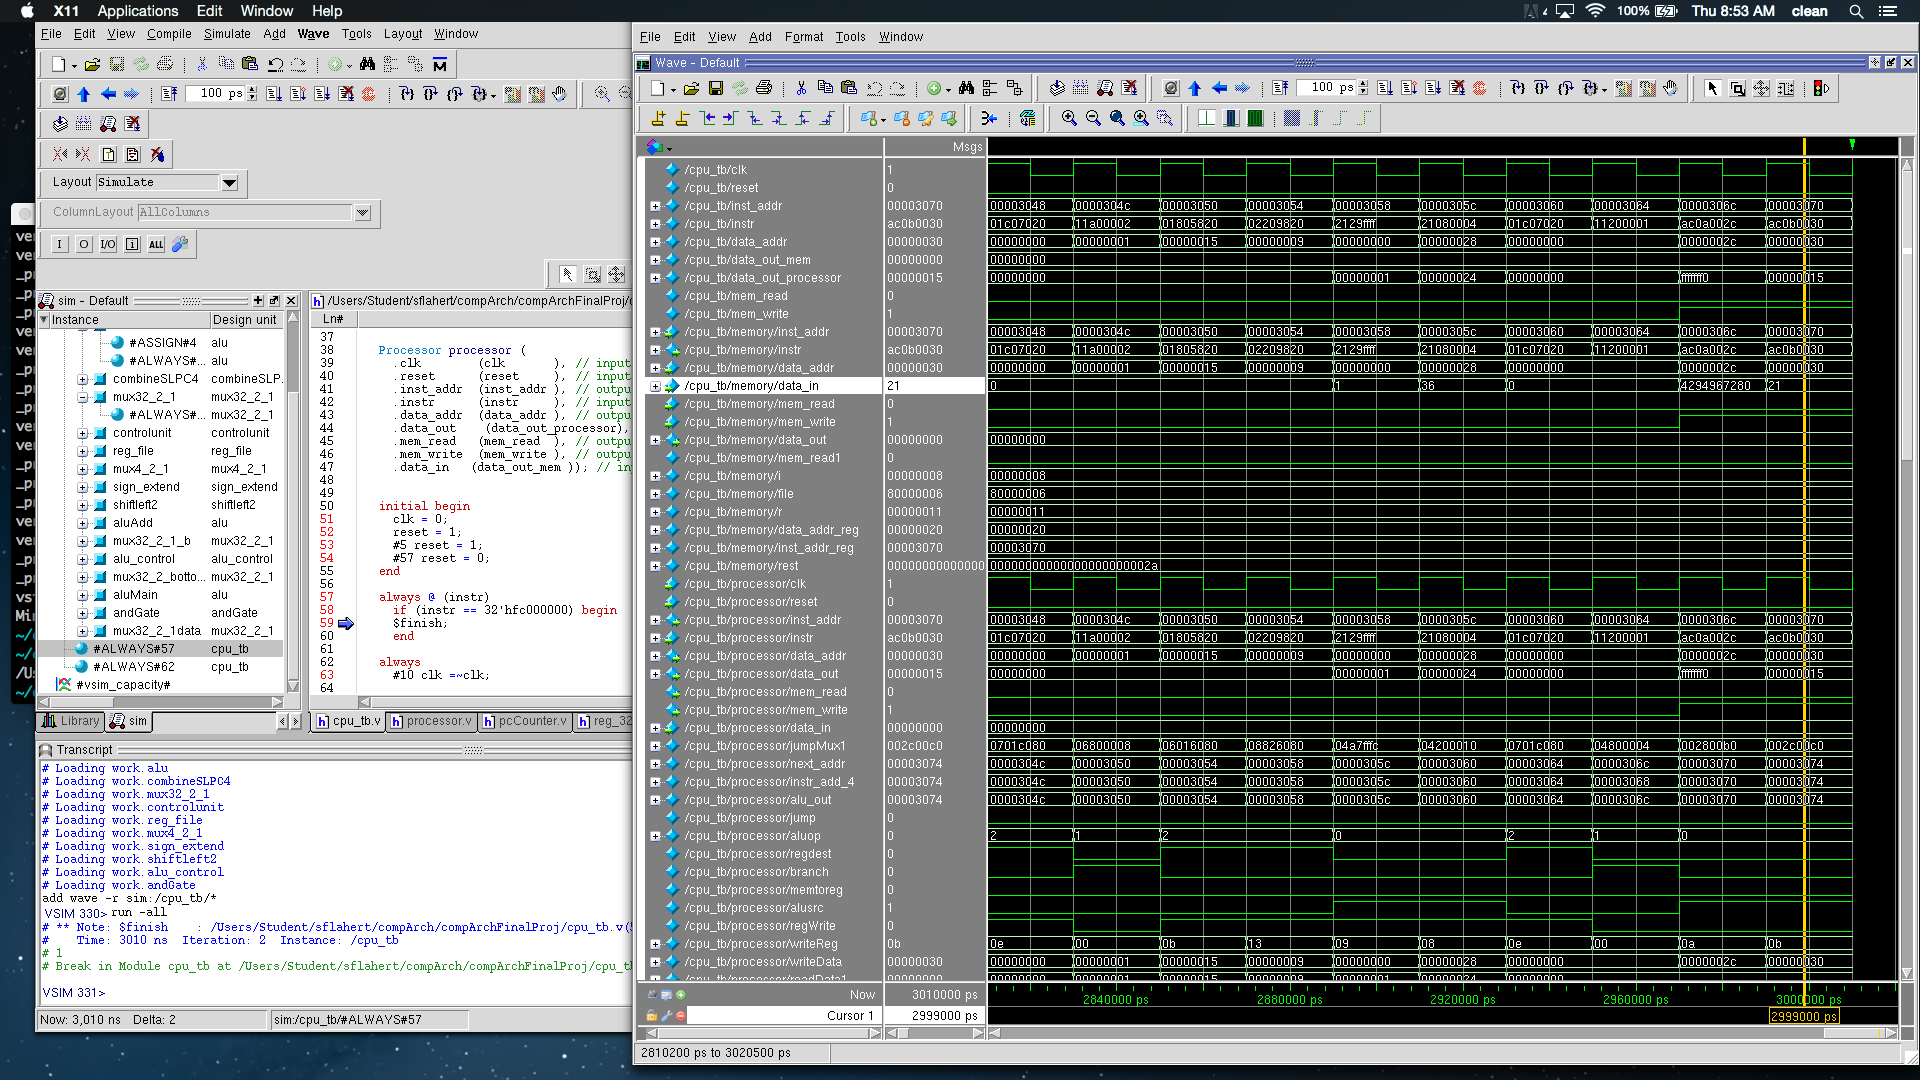 X11 Applications Edit Window Help
100% Thu 8:53 AM clean
File Edit View Compile Simulate Add Wave Tools Layout Window
100 ps
Layout Simulate
ColumnLayout AllColumns
I O I/O i ALL
sim - Default
Instance Design unit
#ASSIGN#4 alu
#ALWAYS#... alu
combineSLPC4 combineSLP...
mux32_2_1 mux32_2_1
#ALWAYS#... mux32_2_1
controlunit controlunit
reg_file reg_file
mux4_2_1 mux4_2_1
sign_extend sign_extend
shiftleft2 shiftleft2
aluAdd alu
mux32_2_1_b mux32_2_1
alu_control alu_control
mux32_2_botto... mux32_2_1
aluMain alu
andGate andGate
mux32_2_1data mux32_2_1
#ALWAYS#57 cpu_tb
#ALWAYS#62 cpu_tb
#vsim_capacity#
Library sim
/Users/Student/sflahert/compArch/compArchFinalProj/
Ln#
37
38 Processor processor (
39 .clk (clk ), // input
40 .reset (reset ), // input
41 .inst_addr (inst_addr ), // outpu
42 .instr (instr ), // input
43 .data_addr (data_addr ), // outpu
44 .data_out (data_out_processor),
45 .mem_read (mem_read ), // outpu
46 .mem_write (mem_write ), // outpu
47 .data_in (data_out_mem )); // in
48
49
50 initial begin
51 clk = 0;
52 reset = 1;
53 #5 reset = 1;
54 #57 reset = 0;
55 end
56
57 always @ (instr)
58 if (instr == 32'hfc000000) begin
59 $finish;
60 end
61
62 always
63 #10 clk =~clk;
64
cpu_tb.v processor.v pcCounter.v reg_32
Transcript
# Loading work.alu
# Loading work.combineSLPC4
# Loading work.mux32_2_1
# Loading work.controlunit
# Loading work.reg_file
# Loading work.mux4_2_1
# Loading work.sign_extend
# Loading work.shiftleft2
# Loading work.alu_control
# Loading work.andGate
add wave -r sim:/cpu_tb/*
VSIM 330> run -all
# ** Note: $finish : /Users/Student/sflahert/compArch/compArchFinalProj/cpu_tb.v(5
# Time: 3010 ns Iteration: 2 Instance: /cpu_tb
# 1
# Break in Module cpu_tb at /Users/Student/sflahert/compArch/compArchFinalProj/cpu_tb
VSIM 331>
Now: 3,010 ns Delta: 2 sim:/cpu_tb/#ALWAYS#57
File Edit View Add Format Tools Window
Wave - Default
100 ps
Msgs
/cpu_tb/clk 1
/cpu_tb/reset 0
/cpu_tb/inst_addr 00003070 00003048 0000304c 00003050 00003054 00003058 0000305c 00003060 00003064 0000306c 00003070
/cpu_tb/instr ac0b0030 01c07020 11a00002 01805820 02209820 2129ffff 21080004 01c07020 11200001 ac0a002c ac0b0030
/cpu_tb/data_addr 00000030 00000000 00000001 00000015 00000009 00000000 00000028 00000000 0000002c 00000030
/cpu_tb/data_out_mem 00000000 00000000
/cpu_tb/data_out_processor 00000015 00000000 00000001 00000024 00000000 fffffff0 00000015
/cpu_tb/mem_read 0
/cpu_tb/mem_write 1
/cpu_tb/memory/inst_addr 00003070 00003048 0000304c 00003050 00003054 00003058 0000305c 00003060 00003064 0000306c 00003070
/cpu_tb/memory/instr ac0b0030 01c07020 11a00002 01805820 02209820 2129ffff 21080004 01c07020 11200001 ac0a002c ac0b0030
/cpu_tb/memory/data_addr 00000030 00000000 00000001 00000015 00000009 00000000 00000028 00000000 0000002c 00000030
/cpu_tb/memory/data_in 21 0 1 36 0 4294967280 21
/cpu_tb/memory/mem_read 0
/cpu_tb/memory/mem_write 1
/cpu_tb/memory/data_out 00000000 00000000
/cpu_tb/memory/mem_read1 0
/cpu_tb/memory/i 00000008 00000008
/cpu_tb/memory/file 80000006 80000006
/cpu_tb/memory/r 00000011 00000011
/cpu_tb/memory/data_addr_reg 00000020 00000020
/cpu_tb/memory/inst_addr_reg 00003070 00003070
/cpu_tb/memory/rest
/cpu_tb/processor/clk 1
/cpu_tb/processor/reset 0
/cpu_tb/processor/inst_addr 00003070 00003048 0000304c 00003050 00003054 00003058 0000305c 00003060 00003064 0000306c 00003070
/cpu_tb/processor/instr ac0b0030 01c07020 11a00002 01805820 02209820 2129ffff 21080004 01c07020 11200001 ac0a002c ac0b0030
/cpu_tb/processor/data_addr 00000030 00000000 00000001 00000015 00000009 00000000 00000028 00000000 0000002c 00000030
/cpu_tb/processor/data_out 00000015 00000000 00000001 00000024 00000000 fffffff0 00000015
/cpu_tb/processor/mem_read 0
/cpu_tb/processor/mem_write 1
/cpu_tb/processor/data_in 00000000 00000000
/cpu_tb/processor/jumpMux1 002c00c0 0701c080 06800008 06016080 08826080 04a7fffc 04200010 0701c080 04800004 002800b0 002c00c0
/cpu_tb/processor/next_addr 00003074 0000304c 00003050 00003054 00003058 0000305c 00003060 00003064 0000306c 00003070 00003074
/cpu_tb/processor/instr_add_4 00003074 0000304c 00003050 00003054 00003058 0000305c 00003060 00003064 00003068 00003070 00003074
/cpu_tb/processor/alu_out 00003074 0000304c 00003050 00003054 00003058 0000305c 00003060 00003064 0000306c 00003070 00003074
/cpu_tb/processor/jump 0
/cpu_tb/processor/aluop 0 2 1 2 0 2 1 0
/cpu_tb/processor/regdest 0
/cpu_tb/processor/branch 0
/cpu_tb/processor/memtoreg 0
/cpu_tb/processor/alusrc 1
/cpu_tb/processor/regWrite 0
/cpu_tb/processor/writeReg 0b 0e 00 0b 13 09 08 0e 00 0a 0b
/cpu_tb/processor/writeData 00000030 00000000 00000001 00000015 00000009 00000000 00000028 00000000 0000002c 00000030
Now 3010000 ps 2840000 ps 2880000 ps 2920000 ps 2960000 ps 3000000 ps
Cursor 1 2999000 ps 2999000 ps
2810200 ps to 3020500 ps